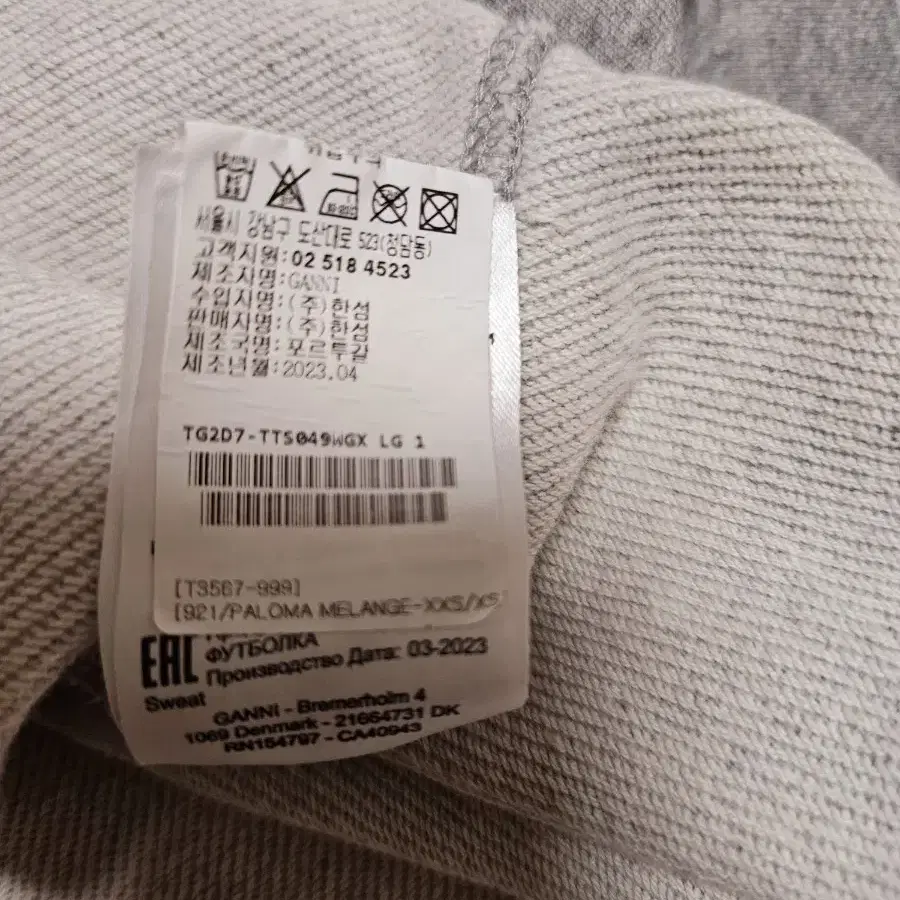 서울시 강남구 도산대로 523(청담동)
고객지원:02 518 4523
제조자명:GANNI
수입자명:(주)한섬
판매자명:(주)한섬
제조국명:포르투갈
제조년월:2023.04
TG2D7-TTS049WGX LG 1
[T3567-999]
[921/PALOMA MELANGE-XXS/XS
EAC ФУТБОЛКА
Производство Дата: 03-2023
Sweat
GANNI - Bremerholm 4
1069 Denmark - 21664731 DK
RN154797 - CA40943